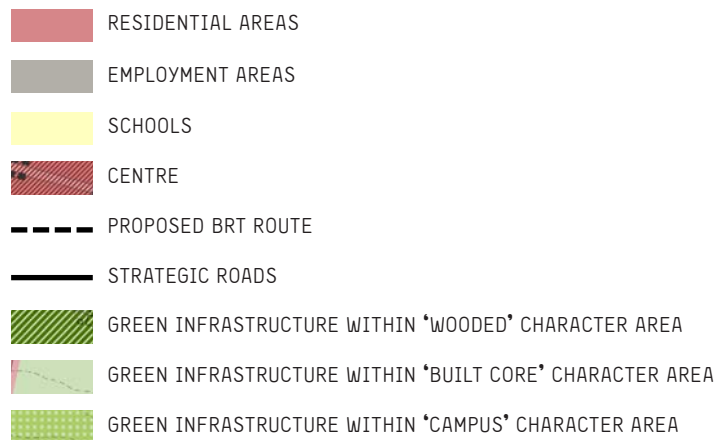 RESIDENTIAL AREAS
EMPLOYMENT AREAS
SCHOOLS
CENTRE
PROPOSED BRT ROUTE
STRATEGIC ROADS
GREEN INFRASTRUCTURE WITHIN ‘WOODED’ CHARACTER AREA
GREEN INFRASTRUCTURE WITHIN ‘BUILT CORE’ CHARACTER AREA
GREEN INFRASTRUCTURE WITHIN ‘CAMPUS’ CHARACTER AREA